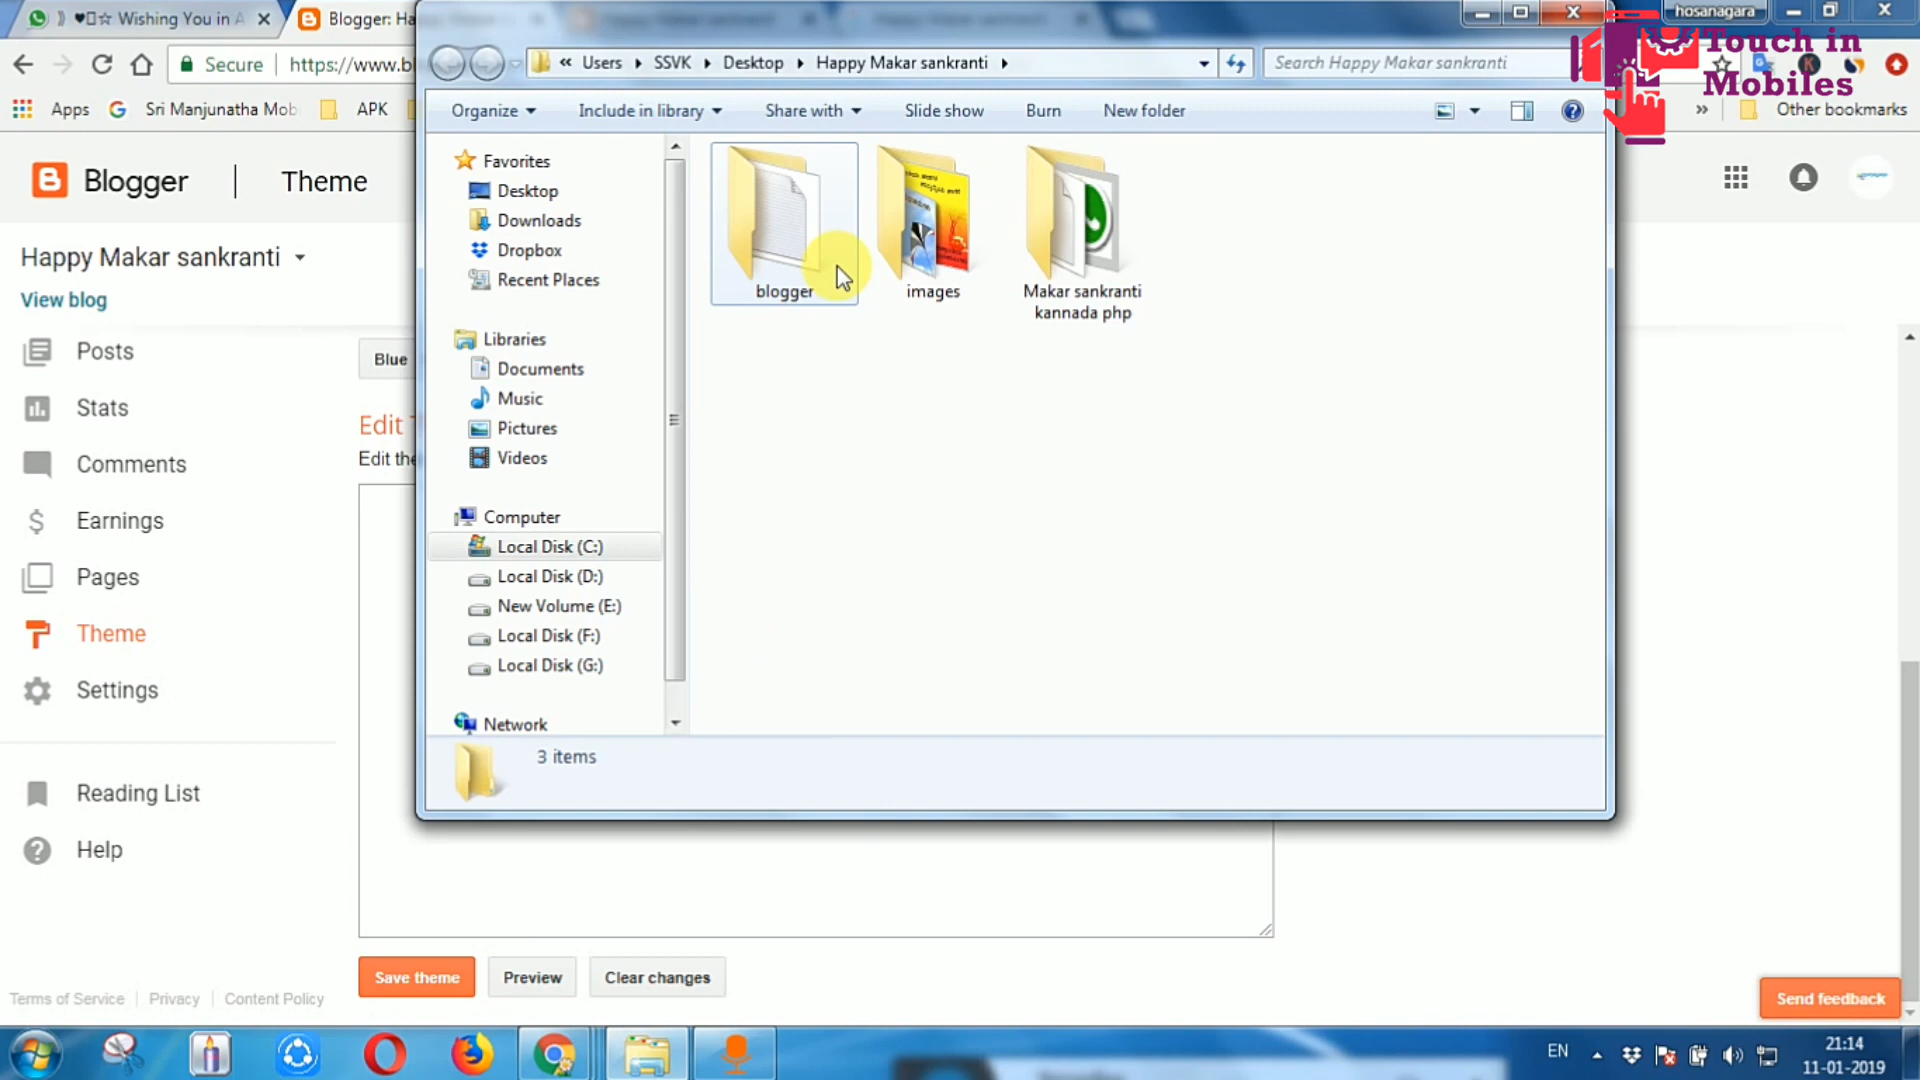 Wishing You in A
Blogger: Ha
hosanagara
Secure
https://www.bl
Users
SSVK
Desktop
Happy Makar sankranti
Search Happy Makar sankranti
Touch in
Mobiles
Apps
Sri Manjunatha Mob
APK
Other bookmarks
Organize
Include in library
Share with
Slide show
Burn
New folder
Blogger
Theme
Happy Makar sankranti
View blog
Posts
Stats
Comments
Earnings
Pages
Theme
Settings
Reading List
Help
Terms of Service
Privacy
Content Policy
Blue
Edit T
Edit the
Favorites
Desktop
Downloads
Dropbox
Recent Places
Libraries
Documents
Music
Pictures
Videos
Computer
Local Disk (C:)
Local Disk (D:)
New Volume (E:)
Local Disk (F:)
Local Disk (G:)
Network
blogger
images
Makar sankranti
kannada php
3 items
Save theme
Preview
Clear changes
Send feedback
EN
21:14
11-01-2019